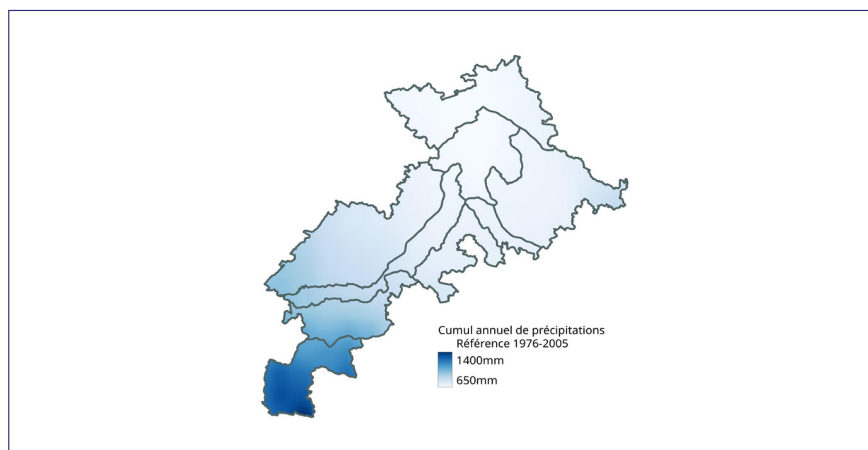 Cumul annuel de précipitations
Référence 1976-2005
1400mm
650mm